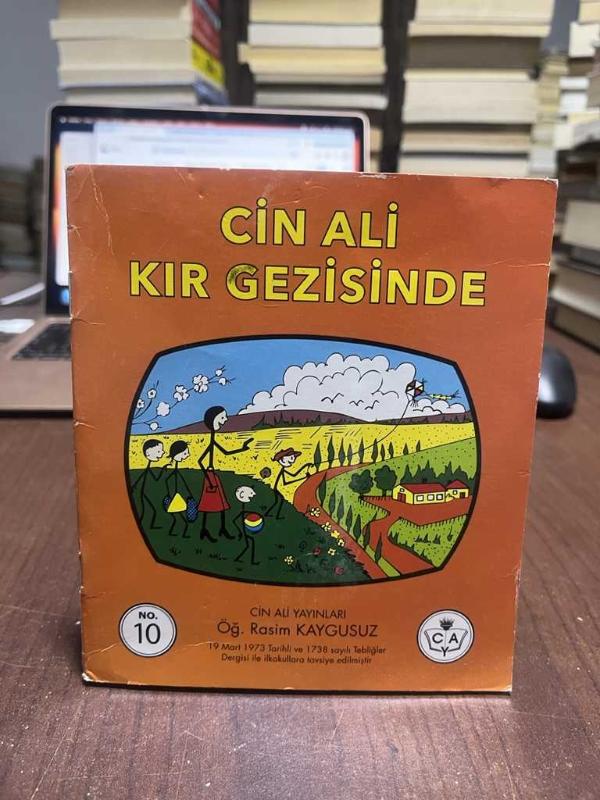 CİN ALİ
KIR GEZİSİNDE
NO.
10
CİN ALİ YAYINLARI
Öğ. Rasim KAYGUSUZ
19 Mart 1973 Tarihli ve 1738 sayılı Tebliğler
Dergisi ile ilkokullara tavsiye edilmiştir
C A
Y